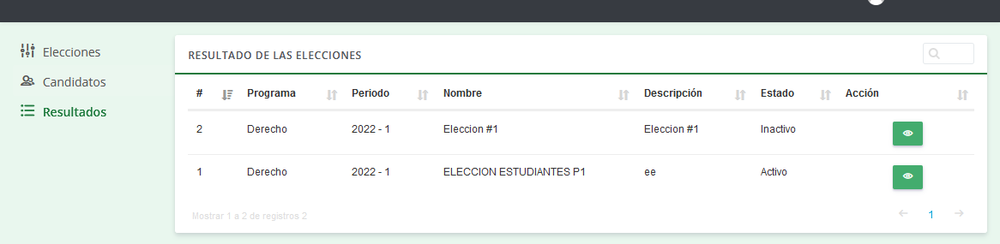 Elecciones
Candidatos
Resultados
RESULTADO DE LAS ELECCIONES
# Programa Periodo Nombre Descripción Estado Acción
2 Derecho 2022 - 1 Eleccion #1 Eleccion #1 Inactivo
1 Derecho 2022 - 1 ELECCION ESTUDIANTES P1 ee Activo
Mostrar 1 a 2 de registros 2
1